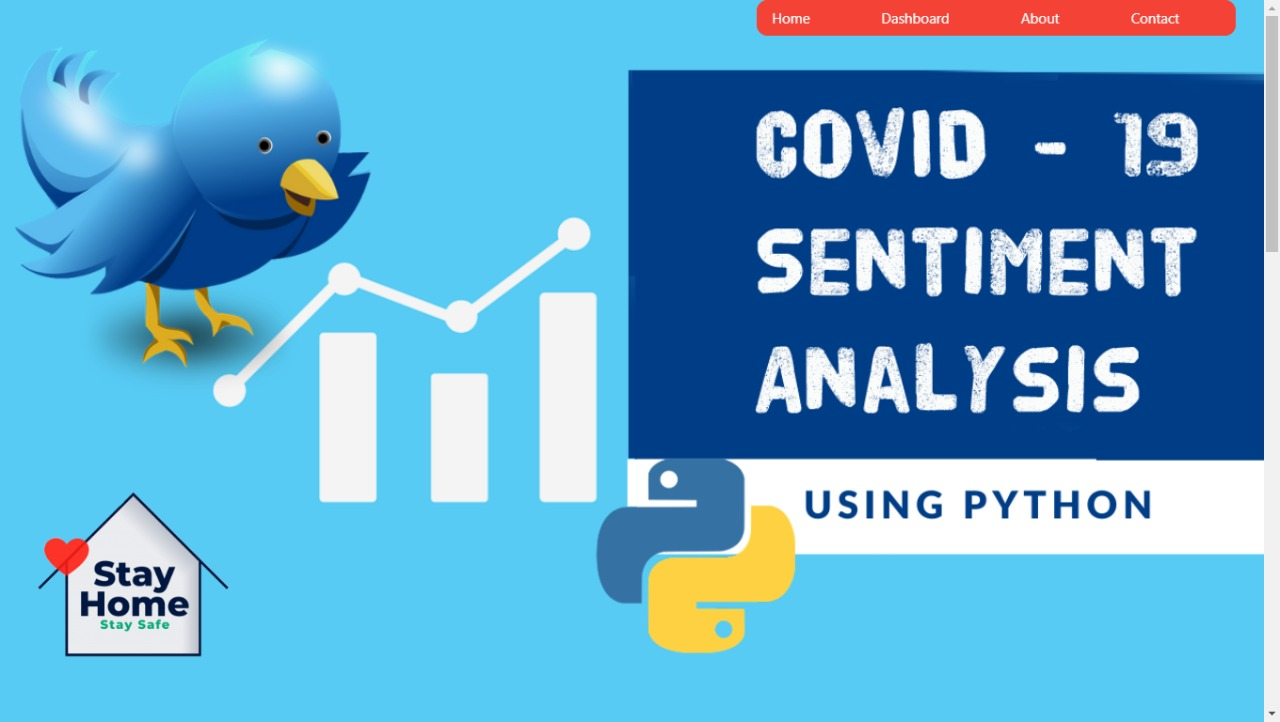 Home Dashboard About Contact
COVID - 19
SENTIMENT
ANALYSIS
USING PYTHON
Stay
Home
Stay Safe